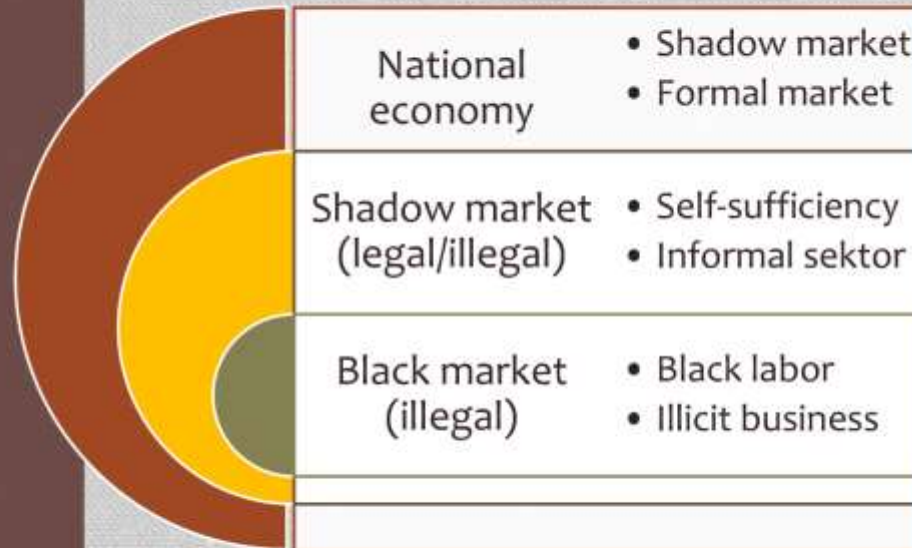 National
economy
• Shadow market
• Formal market
Shadow market
(legal/illegal)
• Self-sufficiency
• Informal sektor
Black market
(illegal)
• Black labor
• Illicit business